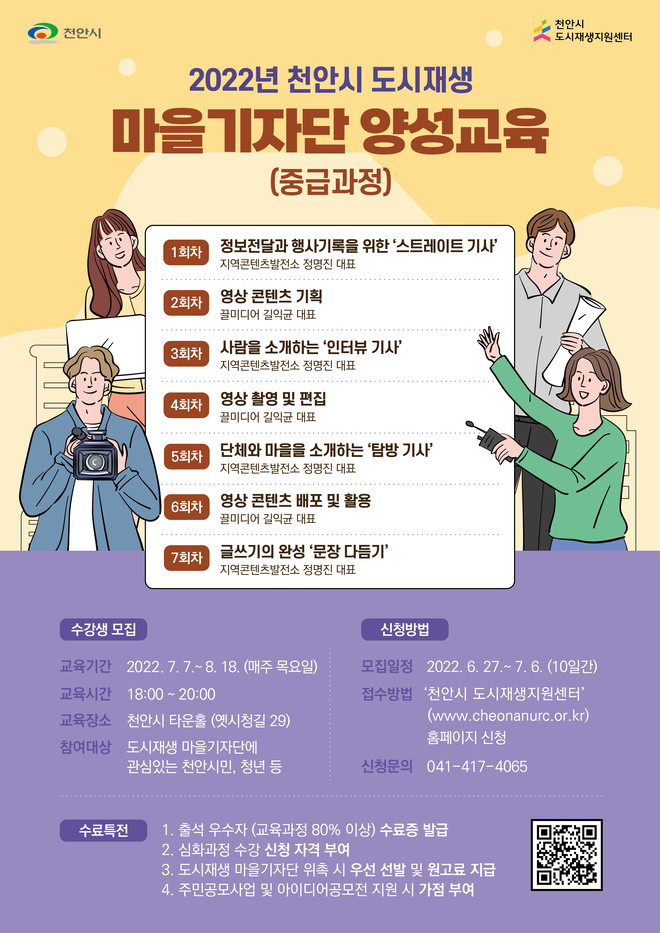 천안시
천안시
도시재생지원센터
2022년 천안시 도시재생
마을기자단 양성교육
(중급과정)
1회차 정보전달과 행사기록을 위한 ‘스트레이트 기사’
지역콘텐츠발전소 정명진 대표
2회차 영상 콘텐츠 기획
끌미디어 길익균 대표
3회차 사람을 소개하는 ‘인터뷰 기사’
지역콘텐츠발전소 정명진 대표
4회차 영상 촬영 및 편집
끌미디어 길익균 대표
5회차 단체와 마을을 소개하는 ‘탐방 기사’
지역콘텐츠발전소 정명진 대표
6회차 영상 콘텐츠 배포 및 활용
끌미디어 길익균 대표
7회차 글쓰기의 완성 ‘문장 다듬기’
지역콘텐츠발전소 정명진 대표
수강생 모집
교육기간 2022. 7. 7.~ 8. 18. (매주 목요일)
교육시간 18:00 ~ 20:00
교육장소 천안시 타운홀 (옛시청길 29)
참여대상 도시재생 마을기자단에
관심있는 천안시민, 청년 등
신청방법
모집일정 2022. 6. 27.~ 7. 6. (10일간)
접수방법 ‘천안시 도시재생지원센터’
(www.cheonanurc.or.kr)
홈페이지 신청
신청문의 041-417-4065
수료특전
1. 출석 우수자 (교육과정 80% 이상) 수료증 발급
2. 심화과정 수강 신청 자격 부여
3. 도시재생 마을기자단 위촉 시 우선 선발 및 원고료 지급
4. 주민공모사업 및 아이디어공모전 지원 시 가점 부여